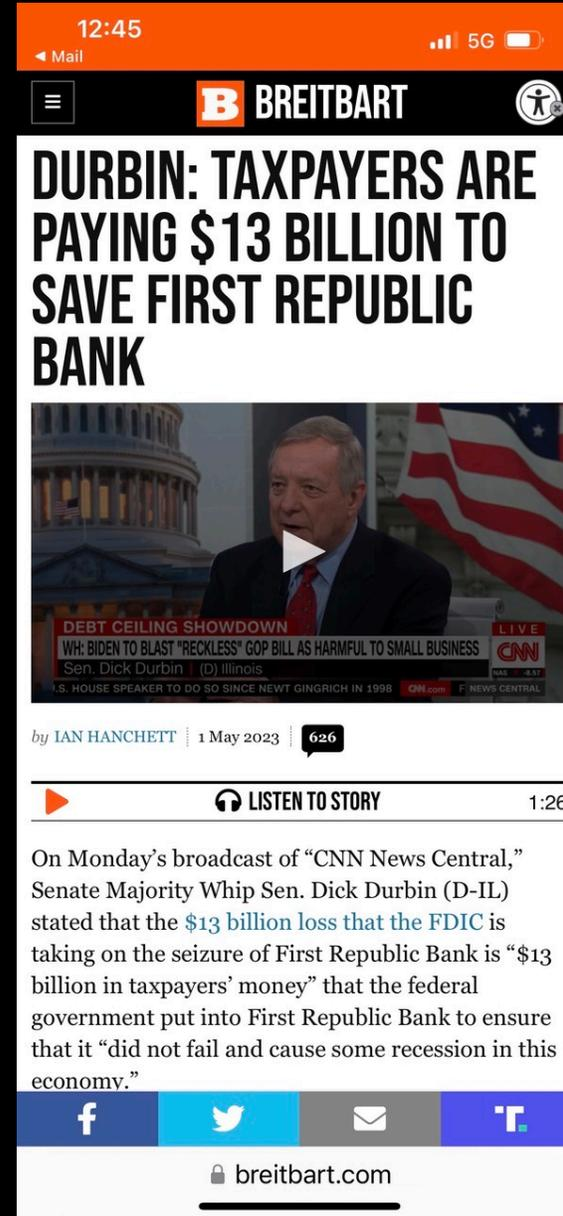 12:45
5G
◄ Mail
B BREITBART
DURBIN: TAXPAYERS ARE
PAYING $13 BILLION TO
SAVE FIRST REPUBLIC
BANK
DEBT CEILING SHOWDOWN
LIVE
WH: BIDEN TO BLAST "RECKLESS" GOP BILL AS HARMFUL TO SMALL BUSINESS
CNN
Sen. Dick Durbin | (D) Illinois
NAS -8.57
.S. HOUSE SPEAKER TO DO SO SINCE NEWT GINGRICH IN 1998 CNN.com F NEWS CENTRAL
by IAN HANCHETT 1 May 2023 626
LISTEN TO STORY 1:26
On Monday’s broadcast of “CNN News Central,”
Senate Majority Whip Sen. Dick Durbin (D-IL)
stated that the $13 billion loss that the FDIC is
taking on the seizure of First Republic Bank is “$13
billion in taxpayers’ money” that the federal
government put into First Republic Bank to ensure
that it “did not fail and cause some recession in this
economy.”
f T.
breitbart.com